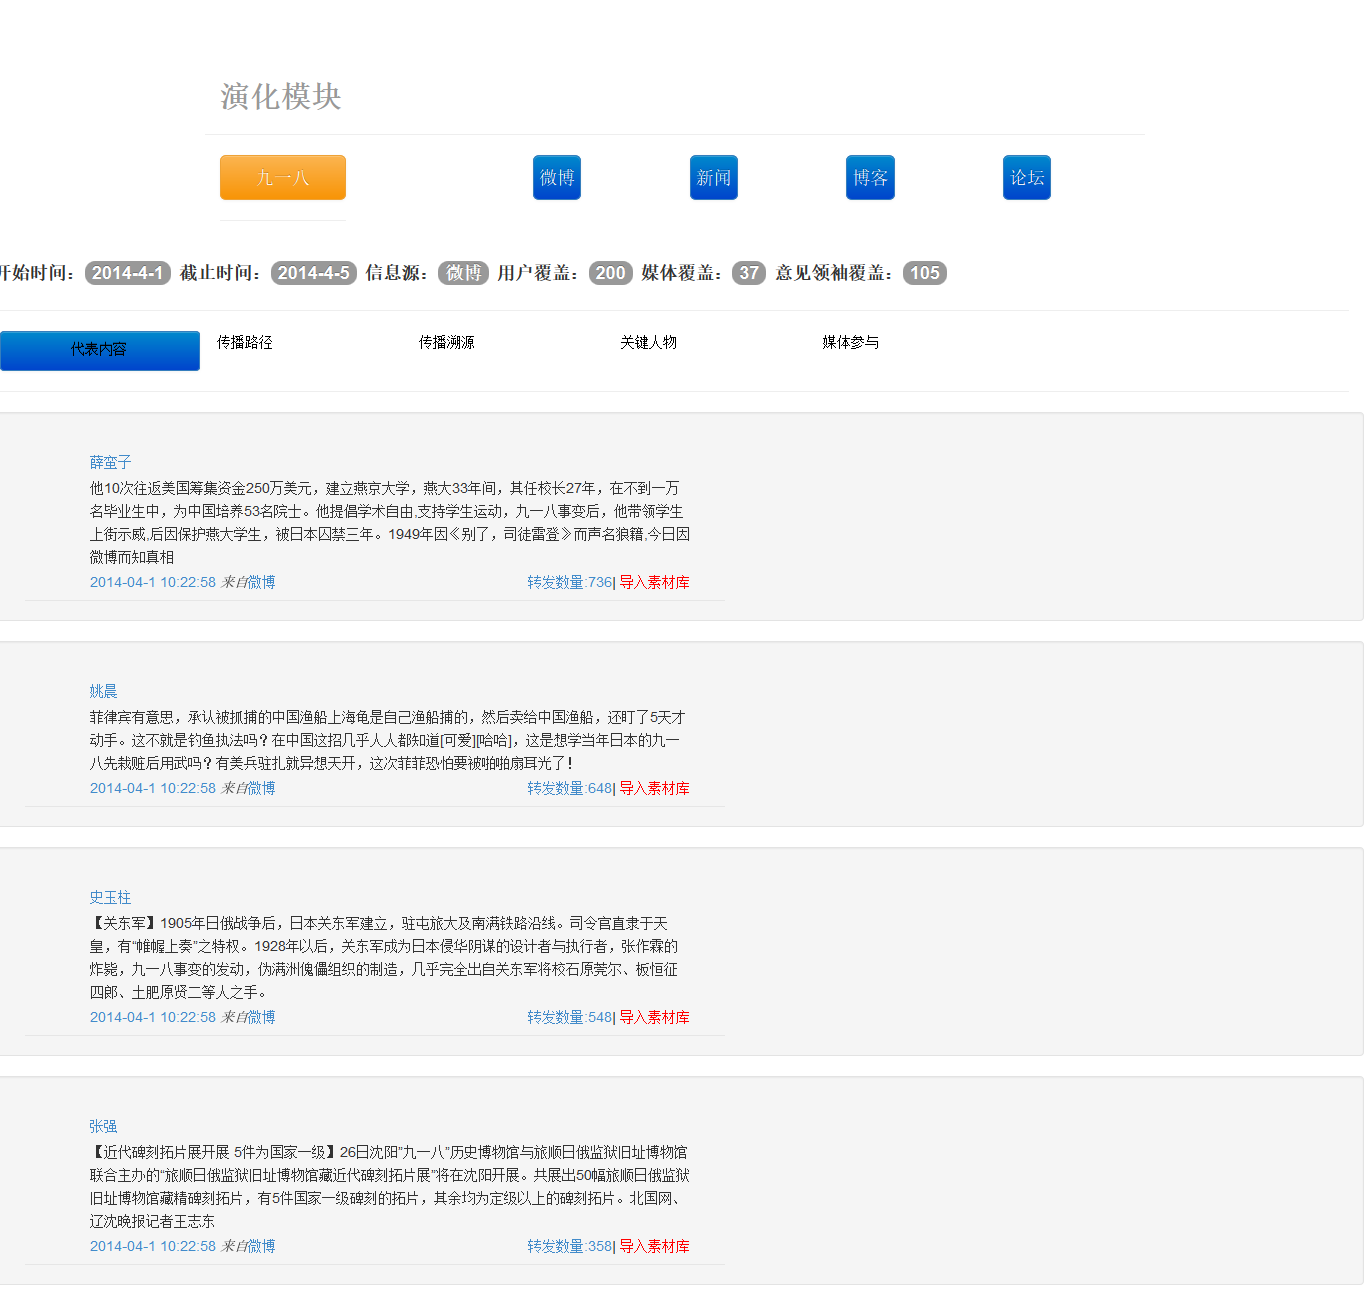 演化模块
九一八 微博 新闻 博客 论坛
开始时间： 2014-4-1 截止时间： 2014-4-5 信息源： 微博 用户覆盖： 200 媒体覆盖： 37 意见领袖覆盖： 105
代表内容 传播路径 传播溯源 关键人物 媒体参与
薛蛮子
他10次往返美国筹集资金250万美元，建立燕京大学，燕大33年间，其任校长27年，在不到一万
名毕业生中，为中国培养53名院士。他提倡学术自由,支持学生运动，九一八事变后，他带领学生
上街示威,后因保护燕大学生，被日本囚禁三年。1949年因《别了，司徒雷登》而声名狼籍,今日因
微博而知真相
2014-04-1 10:22:58 来自微博 转发数量:736| 导入素材库
姚晨
菲律宾有意思，承认被抓捕的中国渔船上海龟是自己渔船捕的，然后卖给中国渔船，还盯了5天才
动手。这不就是钓鱼执法吗？在中国这招几乎人人都知道[可爱][哈哈]，这是想学当年日本的九一
八先栽赃后用武吗？有美兵驻扎就异想天开，这次菲菲恐怕要被啪啪扇耳光了！
2014-04-1 10:22:58 来自微博 转发数量:648| 导入素材库
史玉柱
【关东军】1905年日俄战争后，日本关东军建立，驻屯旅大及南满铁路沿线。司令官直隶于天
皇，有“帷幄上奏”之特权。1928年以后，关东军成为日本侵华阴谋的设计者与执行者，张作霖的
炸毙，九一八事变的发动，伪满洲傀儡组织的制造，几乎完全出自关东军将校石原莞尔、板恒征
四郎、土肥原贤二等人之手。
2014-04-1 10:22:58 来自微博 转发数量:548| 导入素材库
张强
【近代碑刻拓片展开展 5件为国家一级】26日沈阳”九一八”历史博物馆与旅顺日俄监狱旧址博物馆
联合主办的“旅顺日俄监狱旧址博物馆藏近代碑刻拓片展”将在沈阳开展。共展出50幅旅顺日俄监狱
旧址博物馆藏精碑刻拓片，有5件国家一级碑刻的拓片，其余均为定级以上的碑刻拓片。北国网、
辽沈晚报记者王志东
2014-04-1 10:22:58 来自微博 转发数量:358| 导入素材库